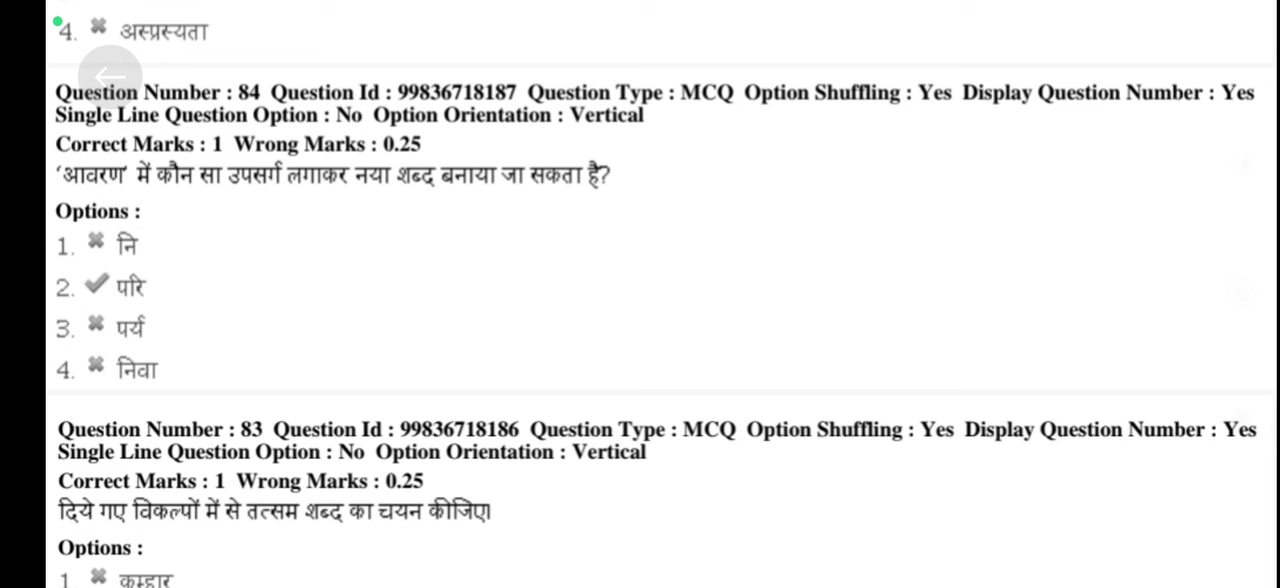 4. अस्प्रस्यता
Question Number : 84 Question Id : 99836718187 Question Type : MCQ Option Shuffling : Yes Display Question Number : Yes
Single Line Question Option : No Option Orientation : Vertical
Correct Marks : 1 Wrong Marks : 0.25
‘आवरण’ में कौन सा उपसर्ग लगाकर नया शब्द बनाया जा सकता है?
Options :
1. नि
2. परि
3. पर्य
4. निवा
Question Number : 83 Question Id : 99836718186 Question Type : MCQ Option Shuffling : Yes Display Question Number : Yes
Single Line Question Option : No Option Orientation : Vertical
Correct Marks : 1 Wrong Marks : 0.25
दिये गए विकल्पों में से तत्सम शब्द का चयन कीजिए।
Options :
1. कुम्हार